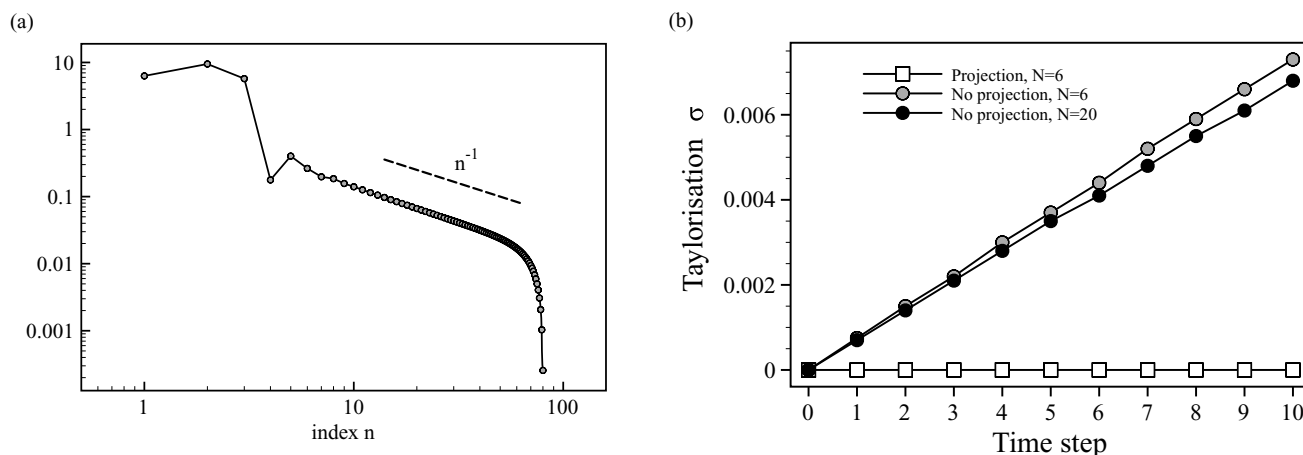 (a)
10
1
0.1
0.01
0.001
n-1
1
10
100
index n
(b)
Projection, N=6
No projection, N=6
No projection, N=20
Taylorisation σ
0.006
0.004
0.002
0
0
1
2
3
4
5
6
7
8
9
10
Time step